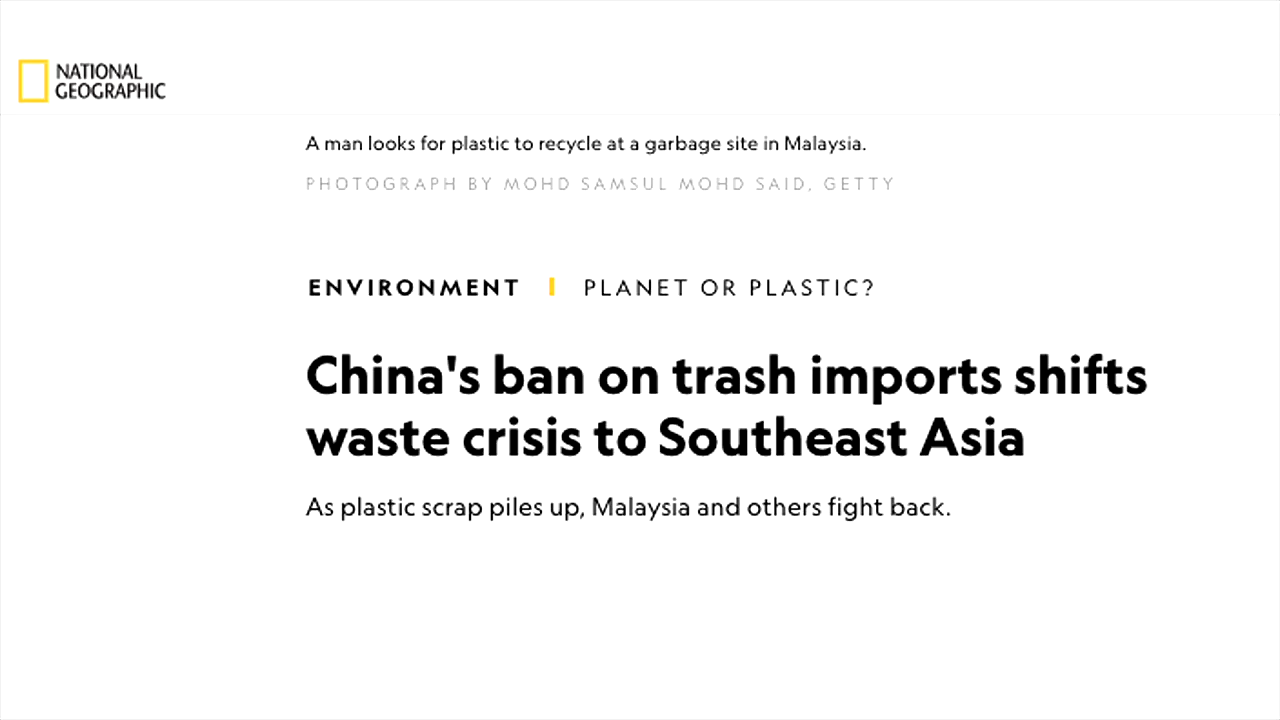 NATIONAL
GEOGRAPHIC
A man looks for plastic to recycle at a garbage site in Malaysia.
PHOTOGRAPH BY MOHD SAMSUL MOHD SAID, GETTY
ENVIRONMENT | PLANET OR PLASTIC?
China's ban on trash imports shifts
waste crisis to Southeast Asia
As plastic scrap piles up, Malaysia and others fight back.